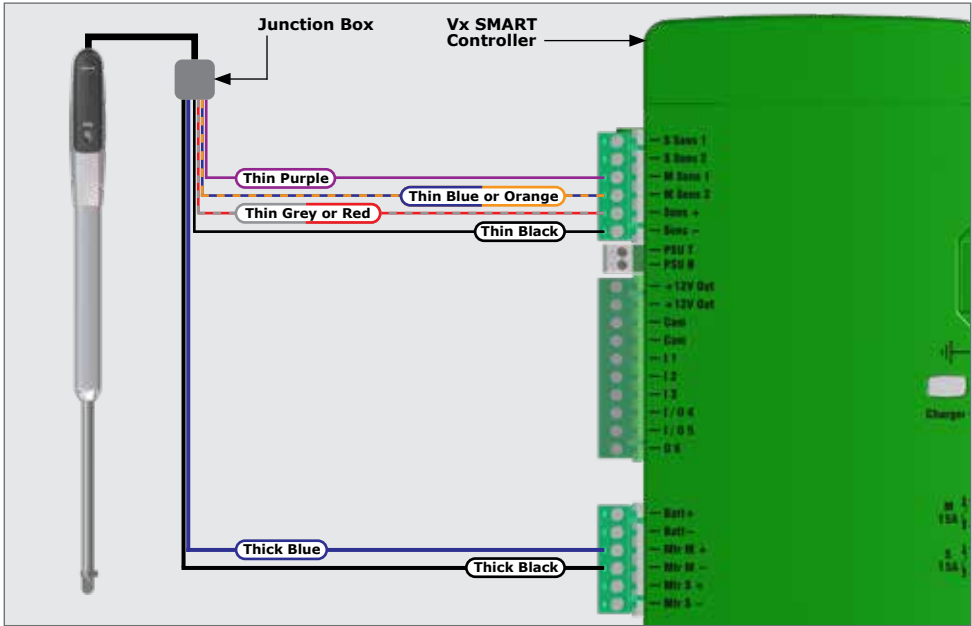 Junction Box
Vx SMART
Controller
S Sens 1
S Sens 2
Thin Purple
M Sens 1
Thin Blue or Orange
M Sens 2
Thin Grey or Red
Sens +
Thin Black
Sens –
PSU T
PSU B
+12V Out
+12V Out
Com
Com
I 1
I 2
I 3
I / O 4
I / O 5
O 6
Charger
Batt+
Batt–
Thick Blue
Mtr M +
Thick Black
Mtr M –
Mtr S +
Mtr S –
M
15A
S
15A